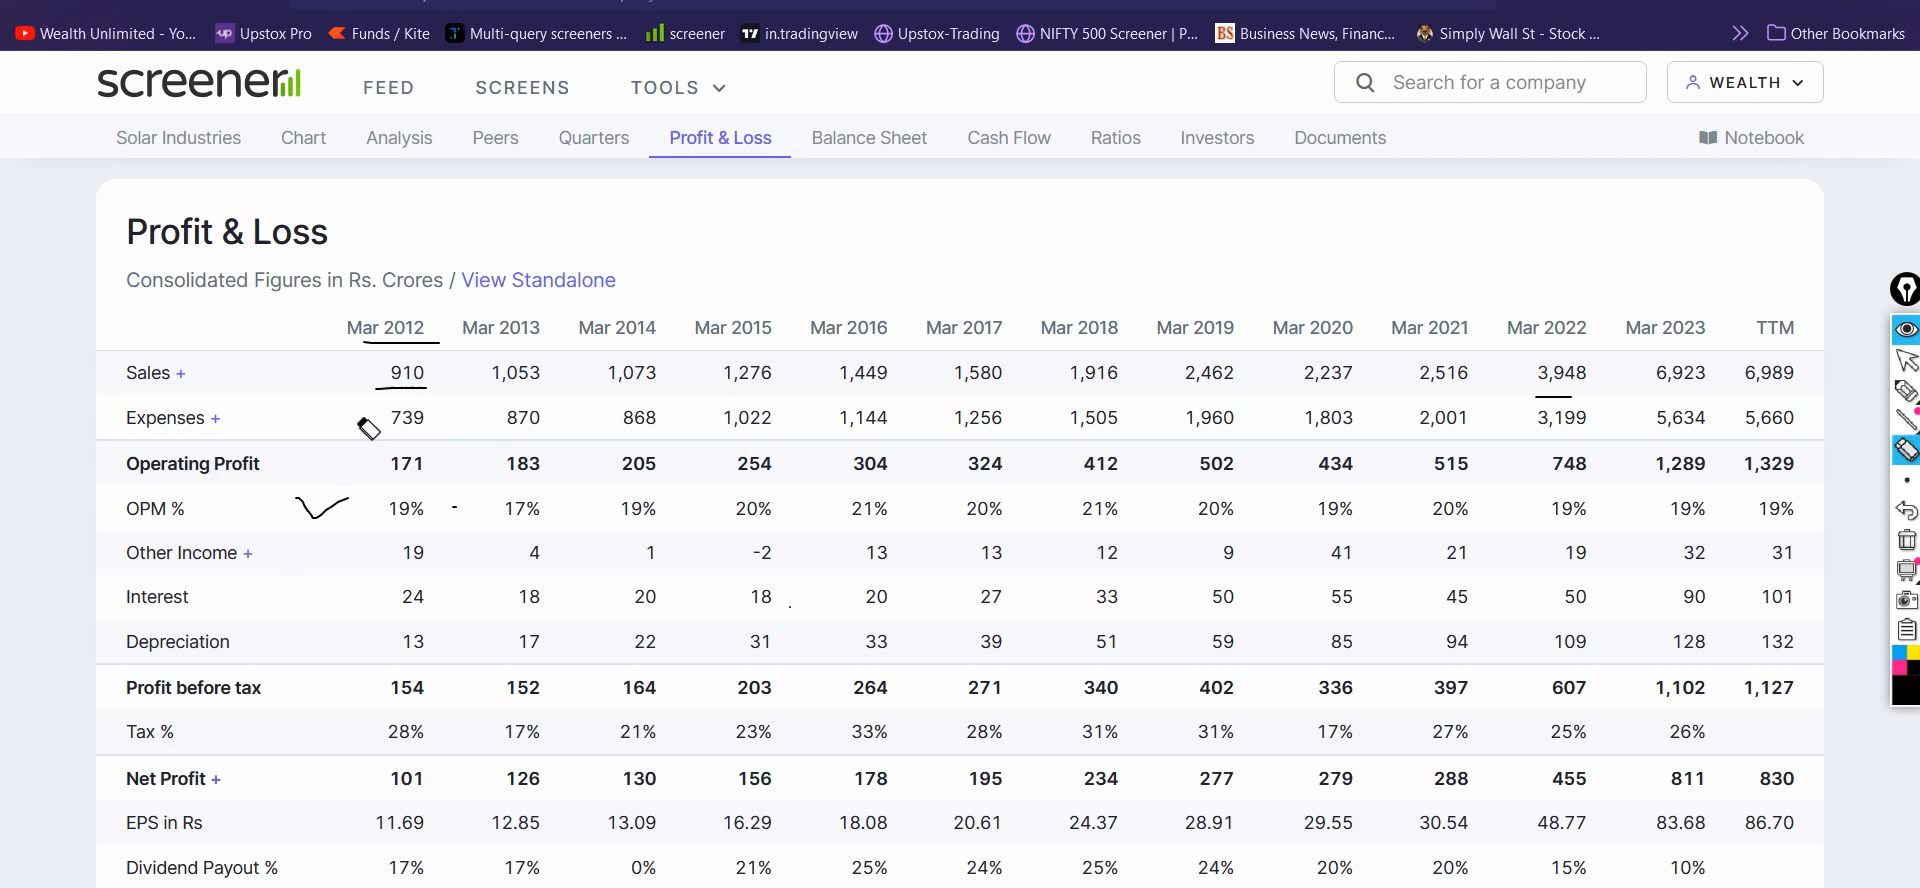 Wealth Unlimited - Yo... Upstox Pro Funds / Kite Multi-query screeners ... screener in.tradingview Upstox-Trading NIFTY 500 Screener | P... BS Business News, Financ... Simply Wall St - Stock ... Other Bookmarks
screener FEED SCREENS TOOLS Search for a company WEALTH
Solar Industries Chart Analysis Peers Quarters Profit & Loss Balance Sheet Cash Flow Ratios Investors Documents Notebook
Profit & Loss
Consolidated Figures in Rs. Crores / View Standalone
Mar 2012 Mar 2013 Mar 2014 Mar 2015 Mar 2016 Mar 2017 Mar 2018 Mar 2019 Mar 2020 Mar 2021 Mar 2022 Mar 2023 TTM
Sales + 910 1,053 1,073 1,276 1,449 1,580 1,916 2,462 2,237 2,516 3,948 6,923 6,989
Expenses + 739 870 868 1,022 1,144 1,256 1,505 1,960 1,803 2,001 3,199 5,634 5,660
Operating Profit 171 183 205 254 304 324 412 502 434 515 748 1,289 1,329
OPM % 19% 17% 19% 20% 21% 20% 21% 20% 19% 20% 19% 19% 19%
Other Income + 19 4 1 -2 13 13 12 9 41 21 19 32 31
Interest 24 18 20 18 20 27 33 50 55 45 50 90 101
Depreciation 13 17 22 31 33 39 51 59 85 94 109 128 132
Profit before tax 154 152 164 203 264 271 340 402 336 397 607 1,102 1,127
Tax % 28% 17% 21% 23% 33% 28% 31% 31% 17% 27% 25% 26%
Net Profit + 101 126 130 156 178 195 234 277 279 288 455 811 830
EPS in Rs 11.69 12.85 13.09 16.29 18.08 20.61 24.37 28.91 29.55 30.54 48.77 83.68 86.70
Dividend Payout % 17% 17% 0% 21% 25% 24% 25% 24% 20% 20% 15% 10%